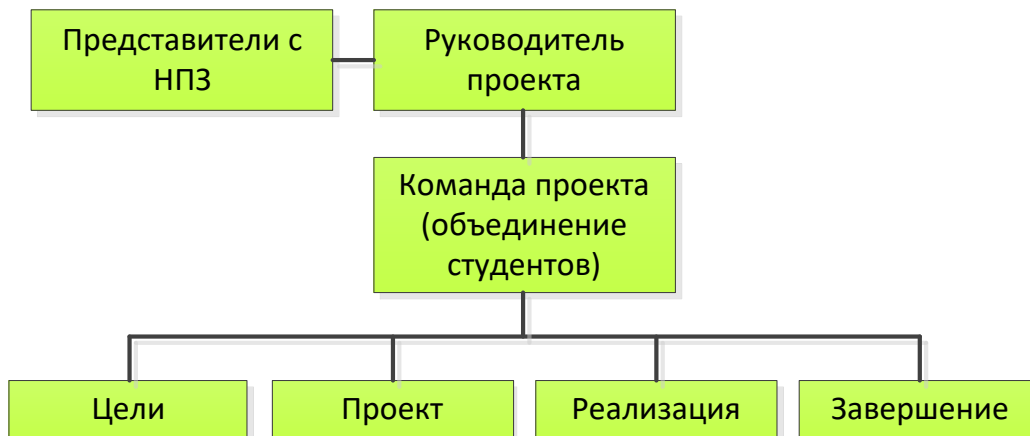 Представители с
НПЗ
Руководитель
проекта
Команда проекта
(объединение
студентов)
Цели
Проект
Реализация
Завершение